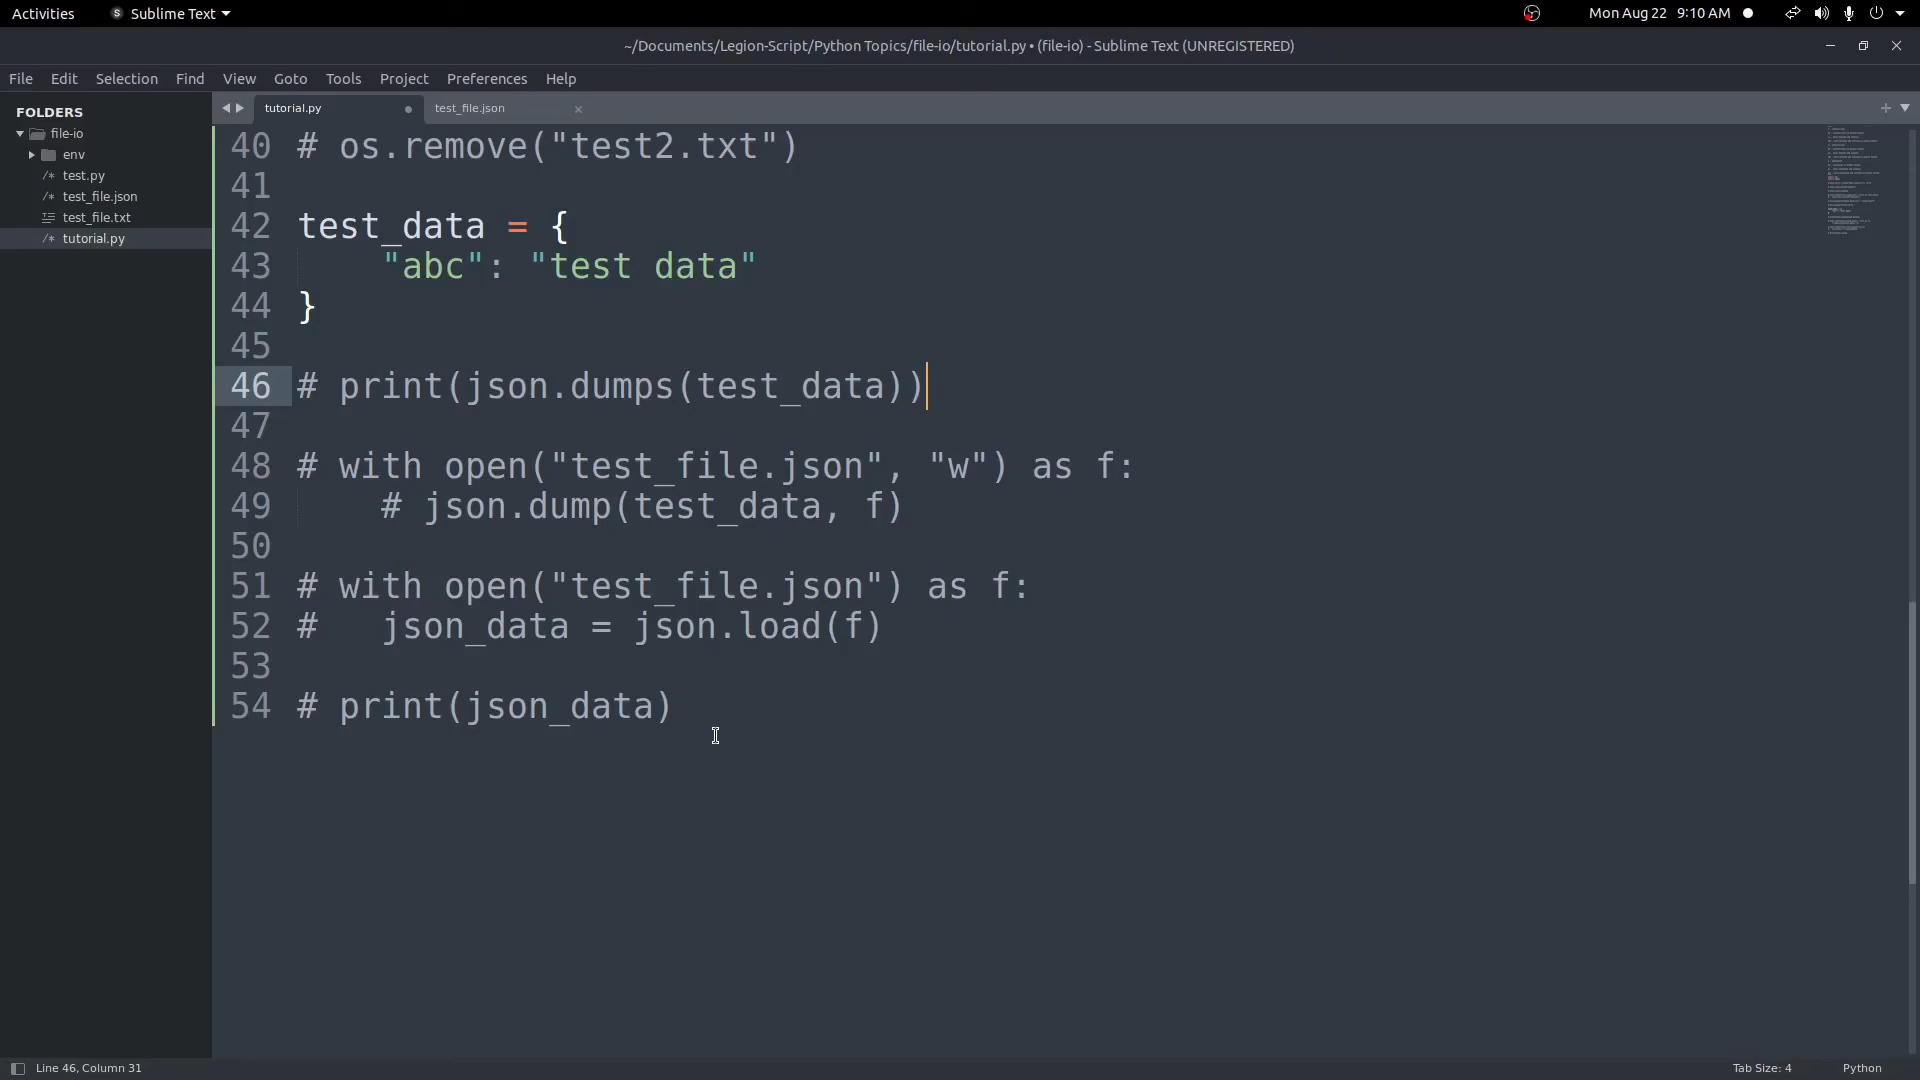 Activities Sublime Text Mon Aug 22 9:10 AM
~/Documents/Legion-Script/Python Topics/file-io/tutorial.py • (file-io) - Sublime Text (UNREGISTERED)
File Edit Selection Find View Goto Tools Project Preferences Help
FOLDERS
file-io
env
/* test.py
/* test_file.json
test_file.txt
/* tutorial.py
tutorial.py test_file.json
40 # os.remove("test2.txt")
41
42 test_data = {
43 "abc": "test data"
44 }
45
46 # print(json.dumps(test_data))
47
48 # with open("test_file.json", "w") as f:
49 # json.dump(test_data, f)
50
51 # with open("test_file.json") as f:
52 # json_data = json.load(f)
53
54 # print(json_data)
Line 46, Column 31 Tab Size: 4 Python